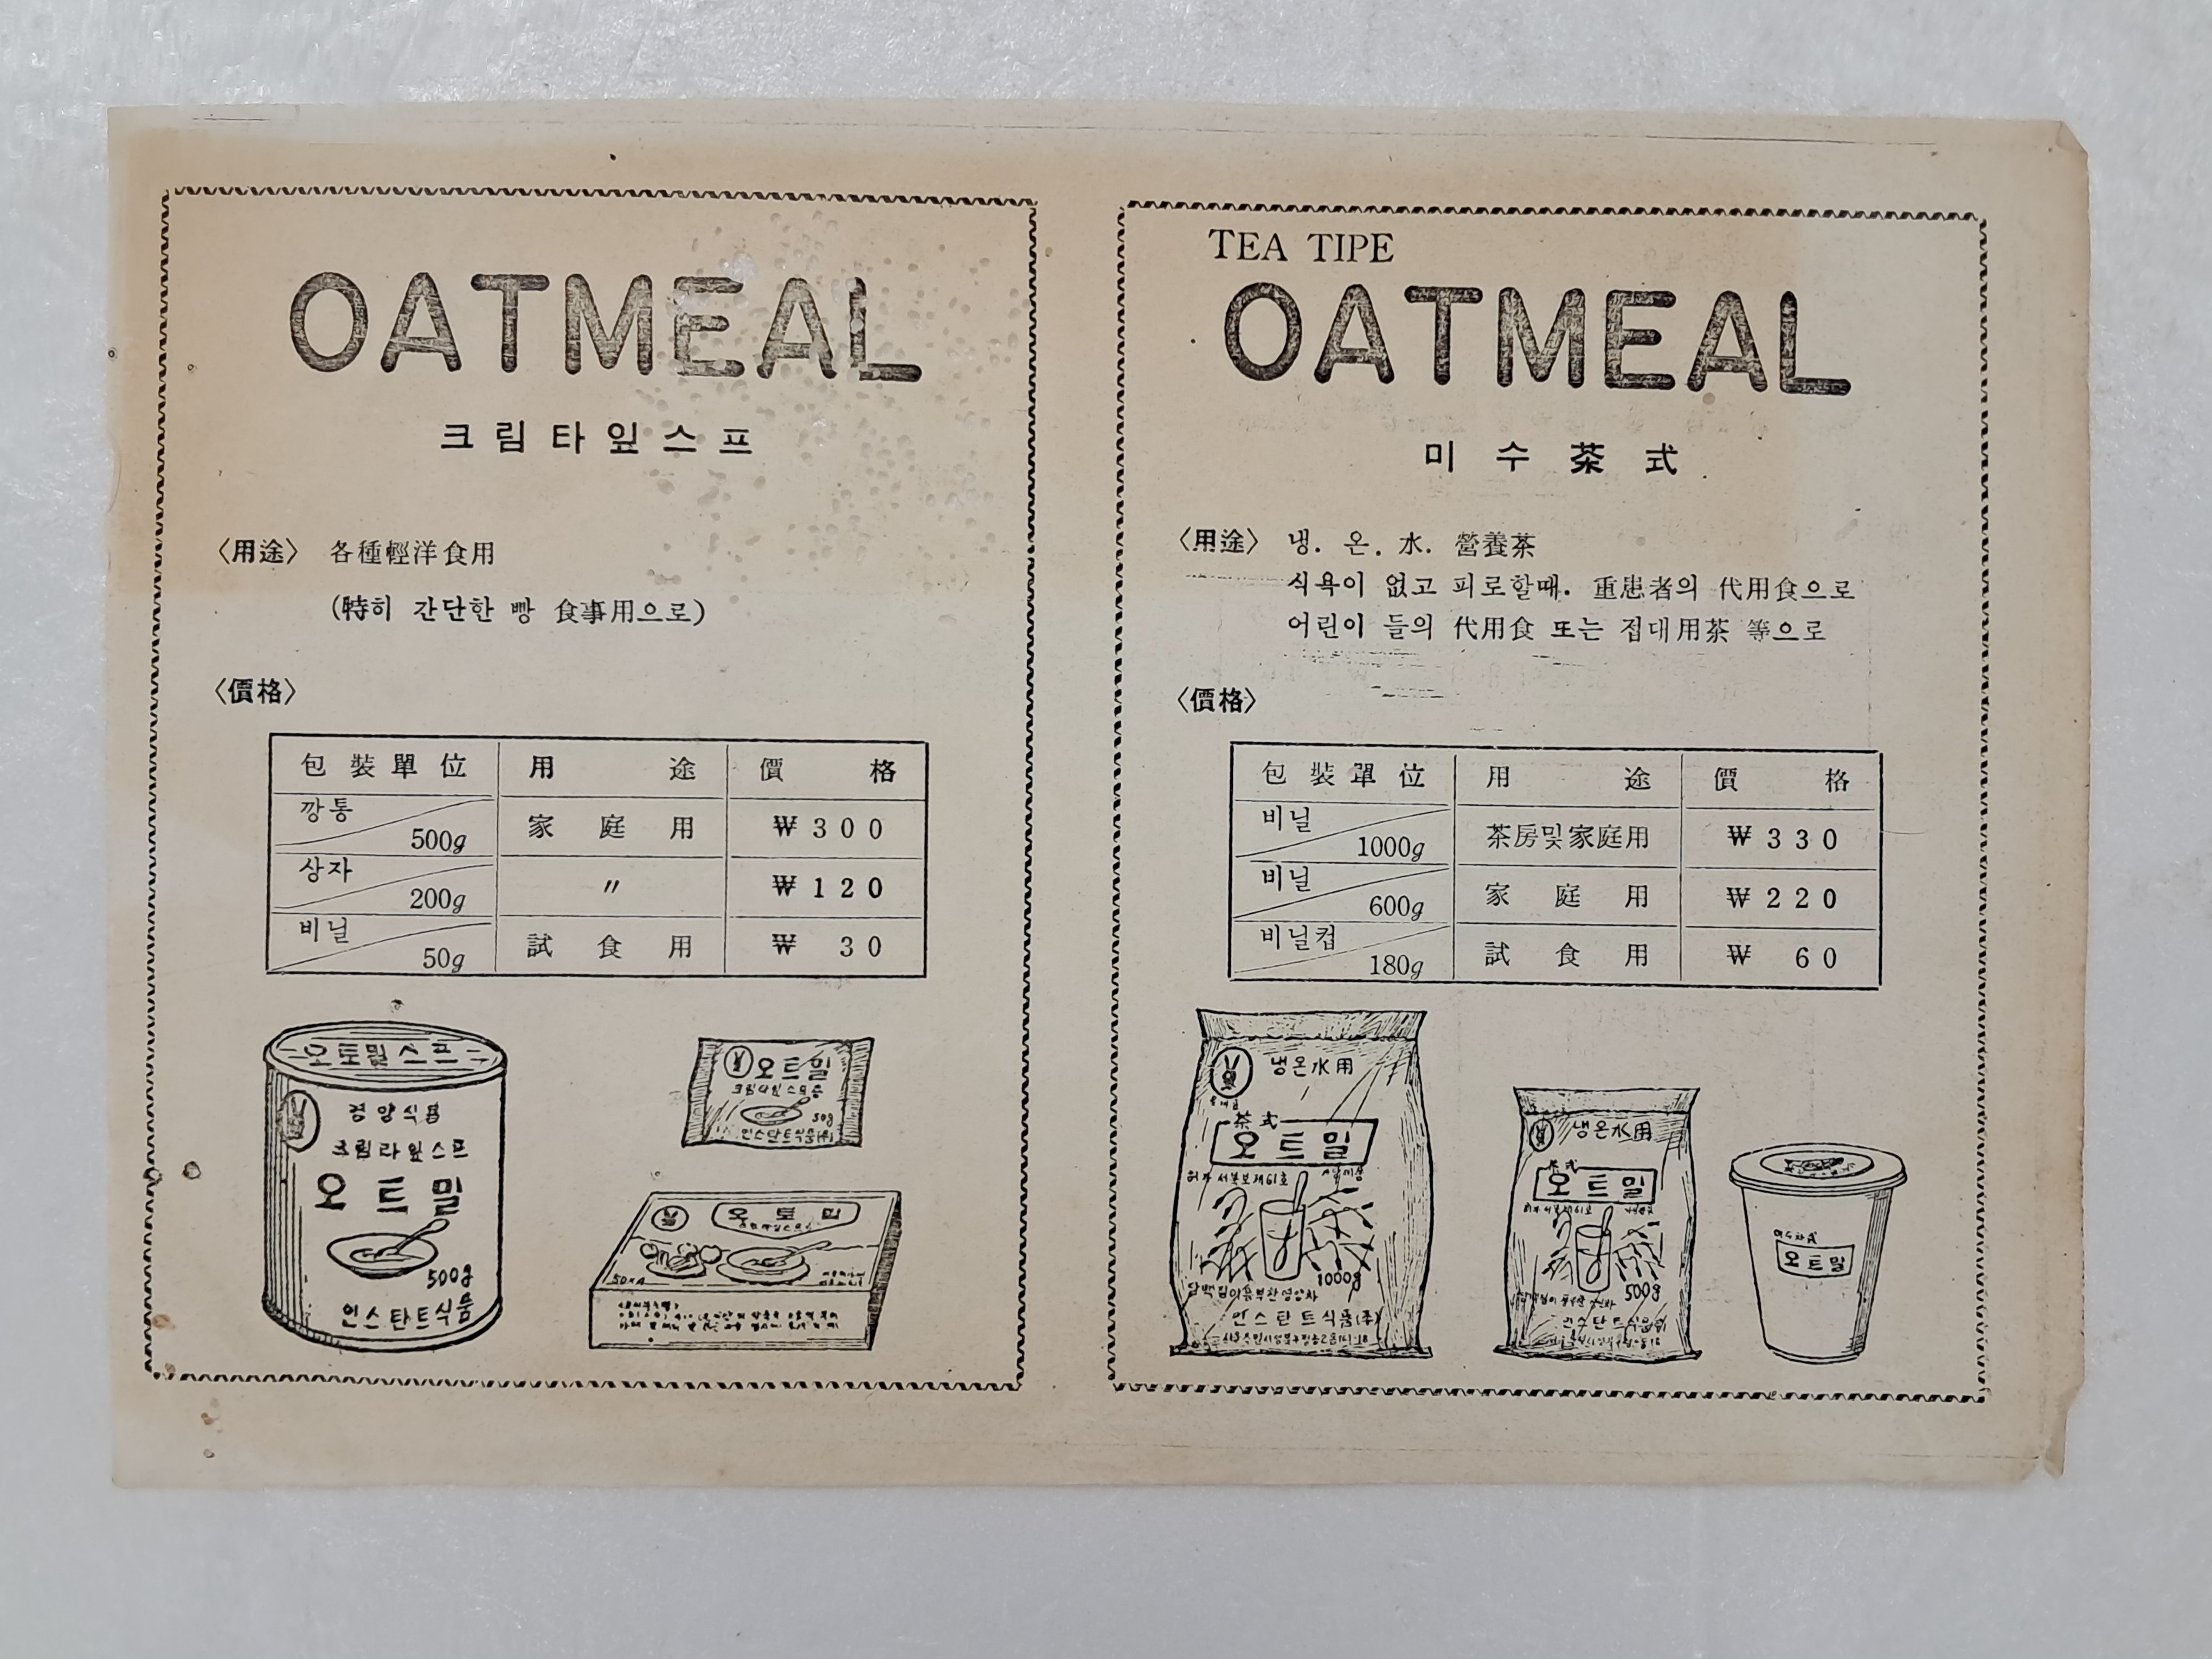 OATMEAL
크림타잎스프
〈用途〉 各種輕洋食用
(特히 간단한 빵 食事用으로)
〈價格〉
包裝單位 用途 價格
깡통 500g 家庭用 ₩300
상자 200g 〃 ₩120
비닐 50g 試食用 ₩30
오토밀스프
경양식용
크림타잎스프
오트밀
500g
인스탄트식품
오트밀
50g
인스탄트식품(주)
오토밀
TEA TIPE
OATMEAL
미수茶式
〈用途〉 냉. 온. 水. 營養茶
식욕이 없고 피로할때. 重患者의 代用食으로
어린이 들의 代用食 또는 접대用茶 等으로
〈價格〉
包裝單位 用途 價格
비닐 1000g 茶房및家庭用 ₩330
비닐 600g 家庭用 ₩220
비닐컵 180g 試食用 ₩60
냉온水用
茶式
오트밀
1000g
인스탄트식품(주)
냉온水用
茶式
오트밀
500g
오트밀